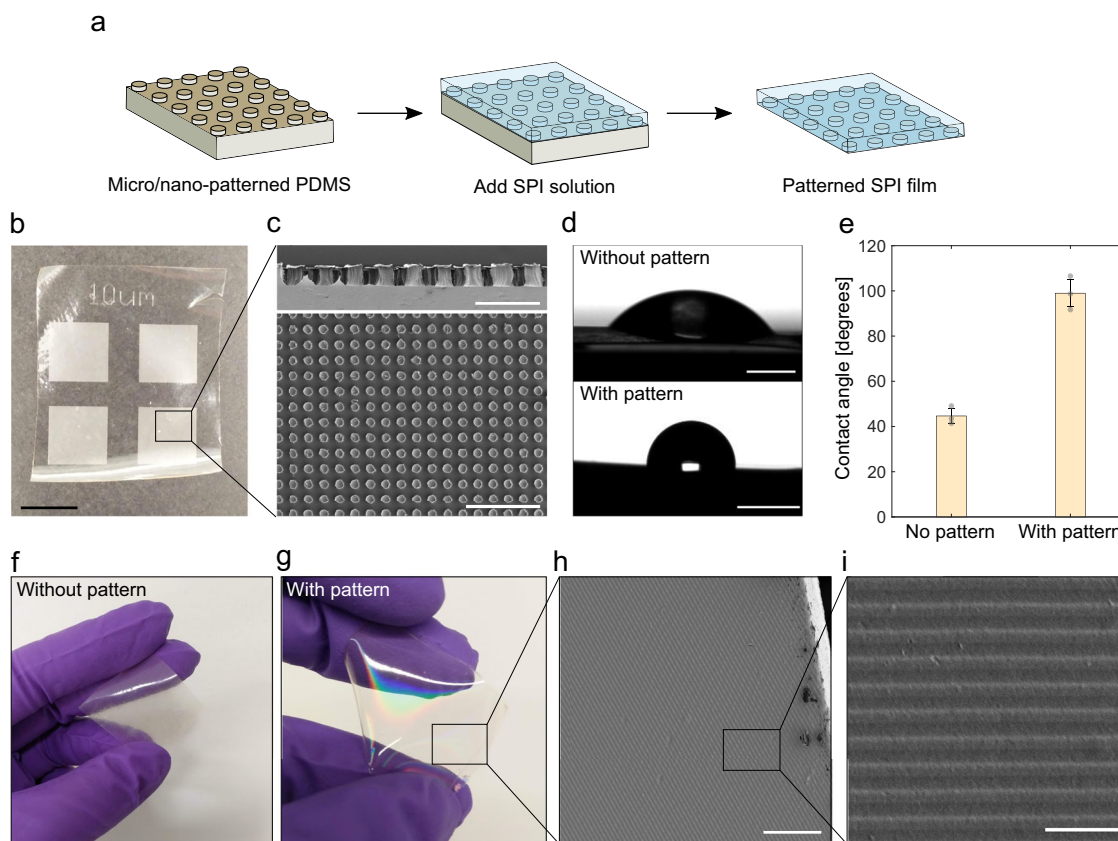 a
Micro/nano-patterned PDMS
Add SPI solution
Patterned SPI film
b
10um
c
d
Without pattern
With pattern
e
120
100
80
60
40
20
0
Contact angle [degrees]
No pattern
With pattern
f
Without pattern
g
With pattern
h
i